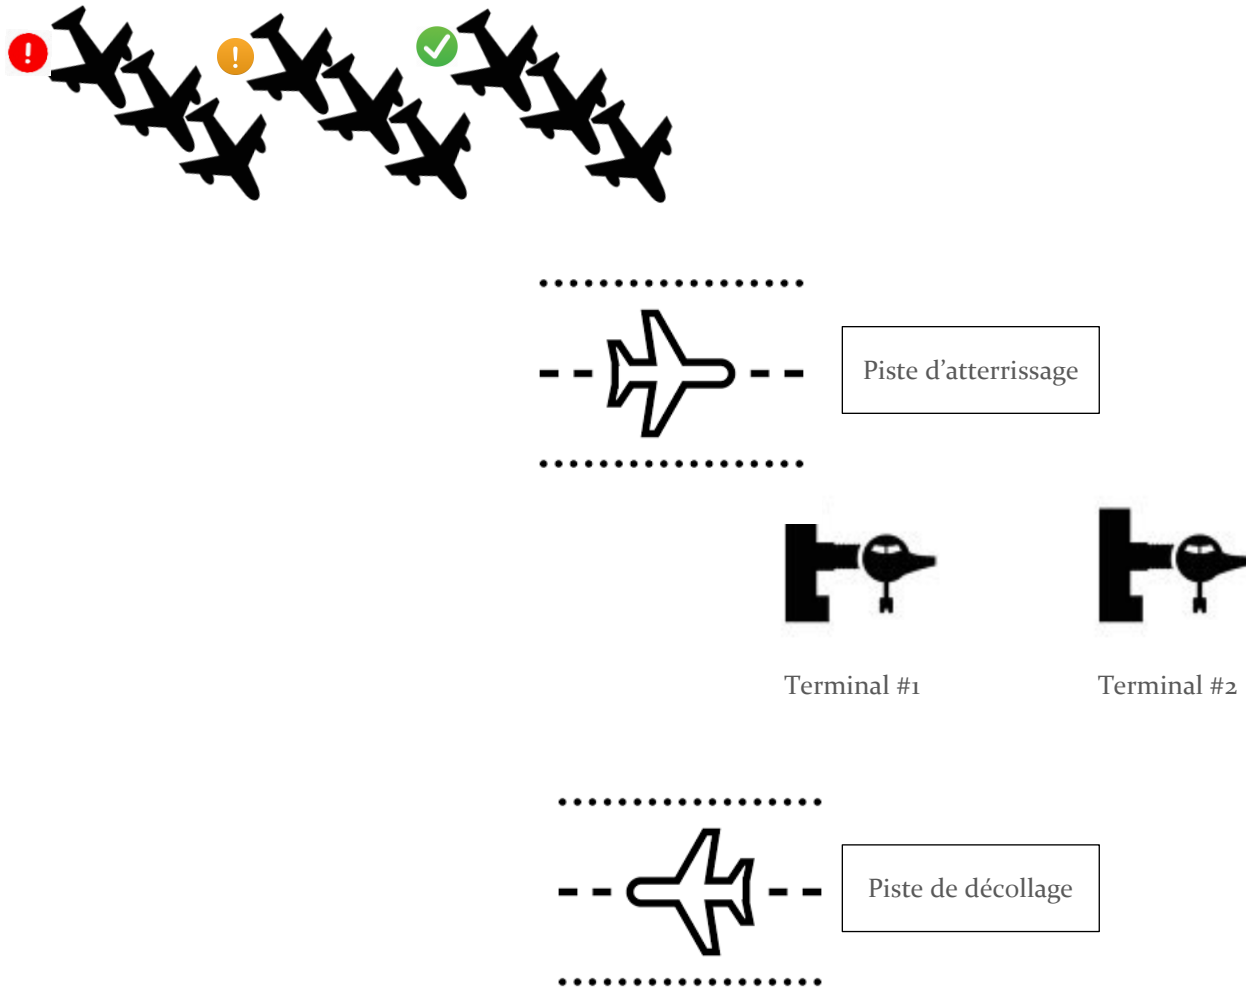 Piste d’atterrissage
Terminal #1
Terminal #2
Piste de décollage